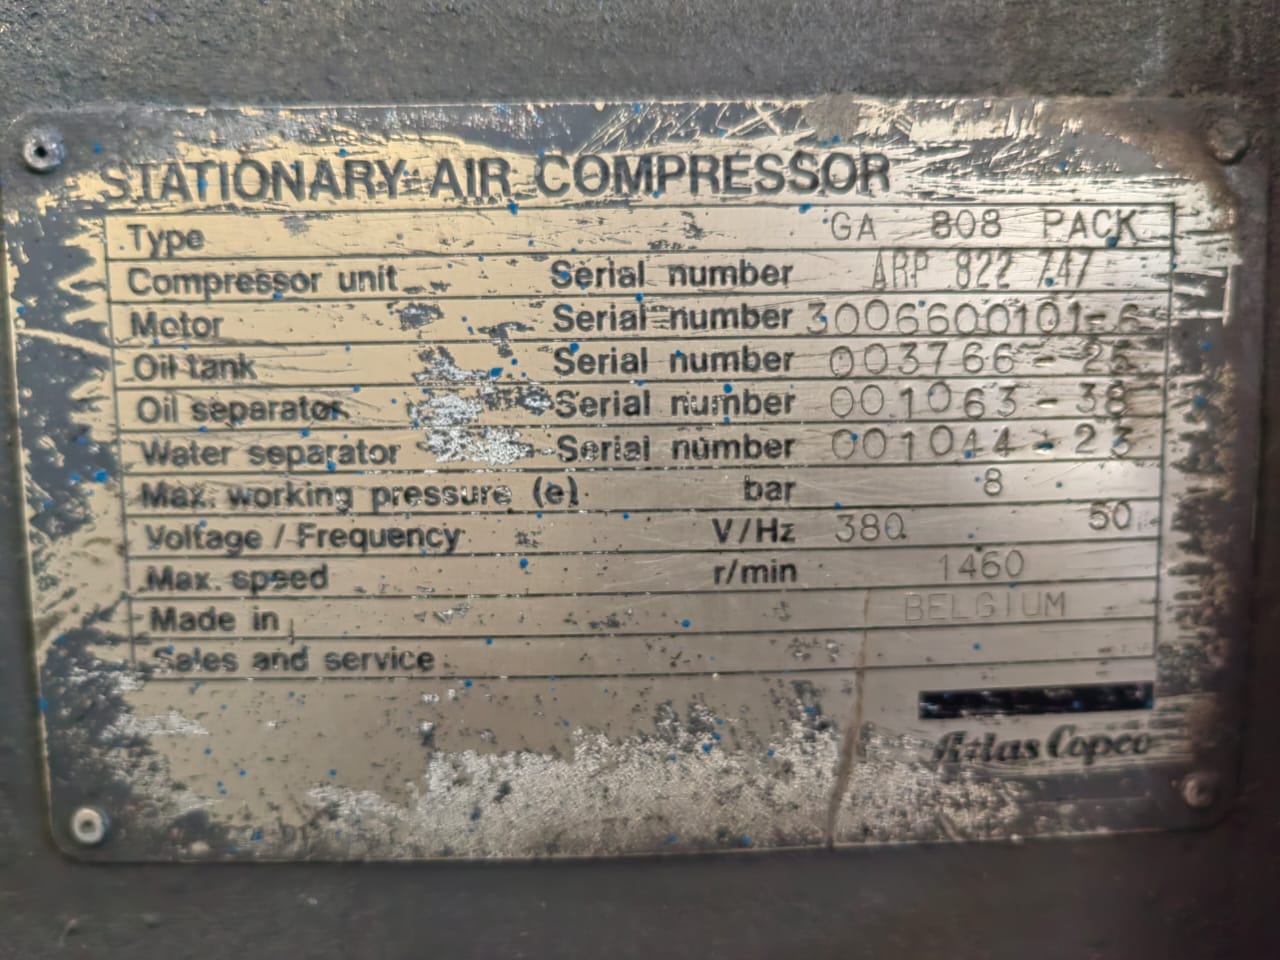 STATIONARY AIR COMPRESSOR
Type GA 808 PACK
Compressor unit Serial number ARP 822 747
Motor Serial number 3006600101-6
Oil tank Serial number 003766-25
Oil separator Serial number 001063-38
Water separator Serial number 001044-23
Max. working pressure (e) bar 8
Voltage / Frequency V/Hz 380 50
Max. speed r/min 1460
Made in BELGIUM
Sales and service
Atlas Copco